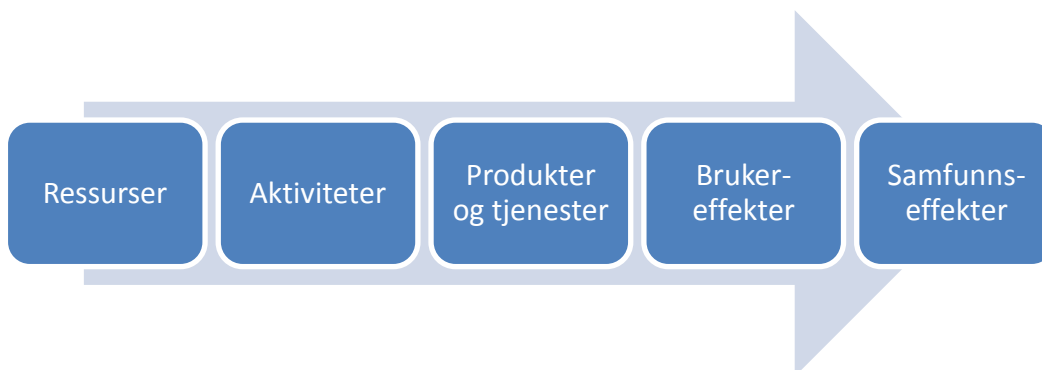 Ressurser
Aktiviteter
Produkter
og tjenester
Bruker-
effekter
Samfunns-
effekter